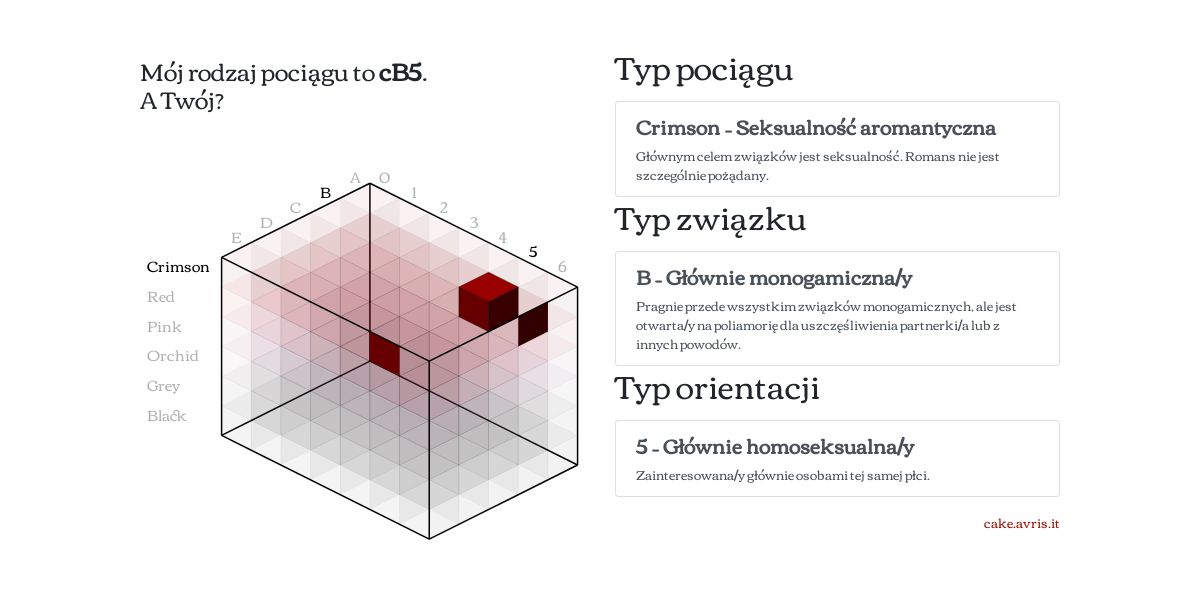 Mój rodzaj pociągu to cB5.
A Twój?
A
O
B
1
C
2
D
3
E
4
5
6
Crimson
Red
Pink
Orchid
Grey
Black
Typ pociągu
Crimson - Seksualność aromantyczna
Głównym celem związków jest seksualność. Romans nie jest
szczególnie pożądany.
Typ związku
B - Głównie monogamiczna/y
Pragnie przede wszystkim związków monogamicznych, ale jest
otwarta/y na poliamorię dla uszczęśliwienia partnerki/a lub z
innych powodów.
Typ orientacji
5 - Głównie homoseksualna/y
Zainteresowana/y głównie osobami tej samej płci.
cake.avris.it